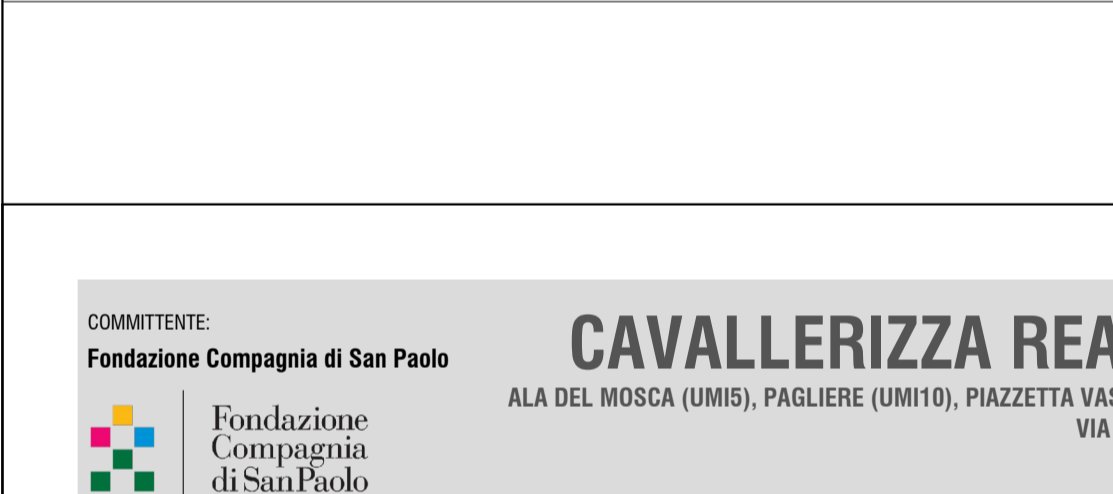 COMMITTENTE:
Fondazione Compagnia di San Paolo
Fondazione
Compagnia
di San Paolo
CAVALLERIZZA REA
ALA DEL MOSCA (UMI5), PAGLIERE (UMI10), PIAZZETTA VAS
VIA